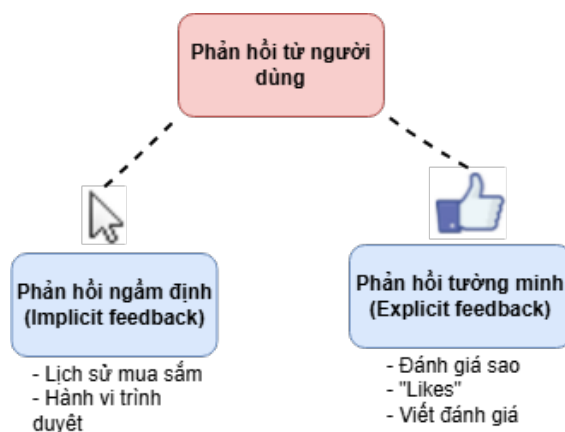 Phản hồi từ người
dùng
Phản hồi ngầm định
(Implicit feedback)
- Lịch sử mua sắm
- Hành vi trình
duyệt
Phản hồi tường minh
(Explicit feedback)
- Đánh giá sao
- "Likes"
- Viết đánh giá